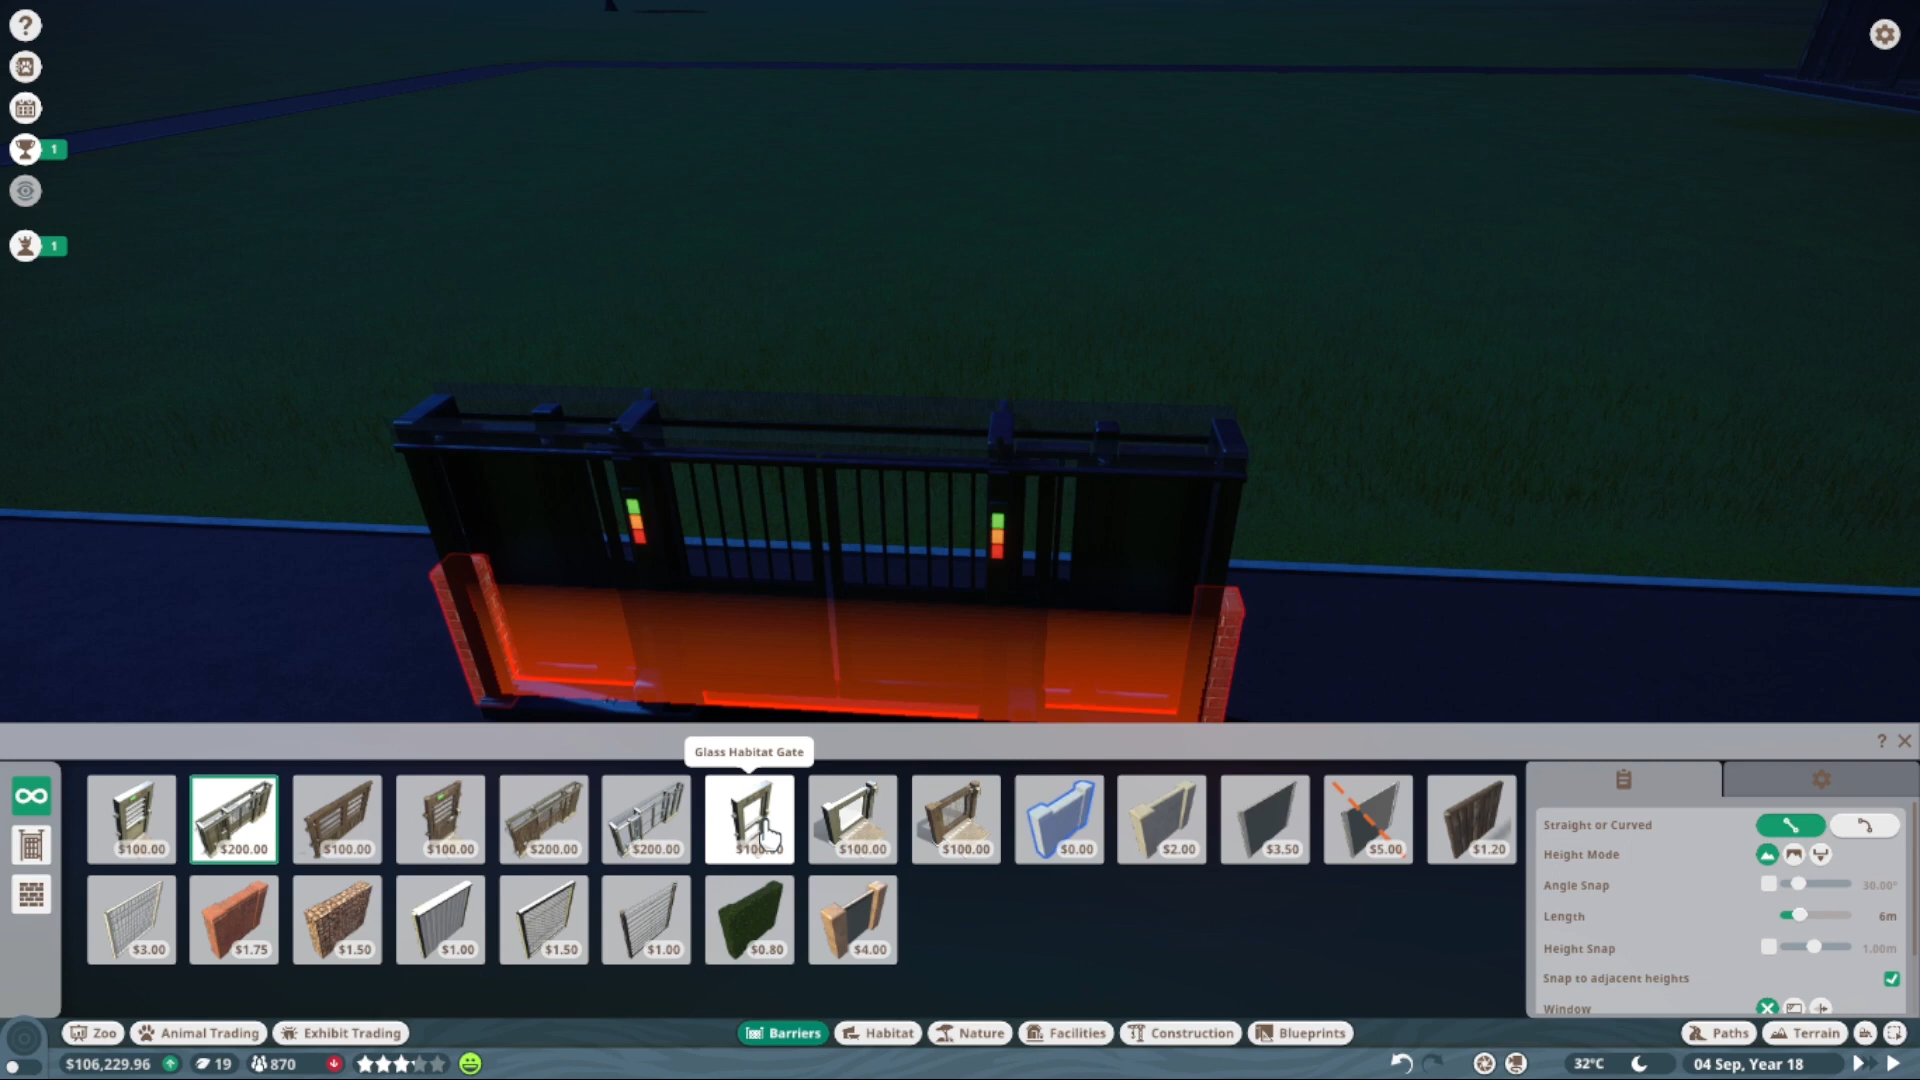 1
1
Glass Habitat Gate
$100.00
$200.00
$100.00
$100.00
$200.00
$200.00
$100.00
$100.00
$0.00
$2.00
$3.50
$5.00
$1.20
$3.00
$1.75
$1.50
$1.00
$1.50
$1.00
$0.80
$4.00
Straight or Curved
Height Mode
Angle Snap 30.00°
Length 6m
Height Snap 1.00m
Snap to adjacent heights
Window
Zoo Animal Trading Exhibit Trading Barriers Habitat Nature Facilities Construction Blueprints Paths Terrain
$106,229.96 19 870 32°C 04 Sep, Year 18